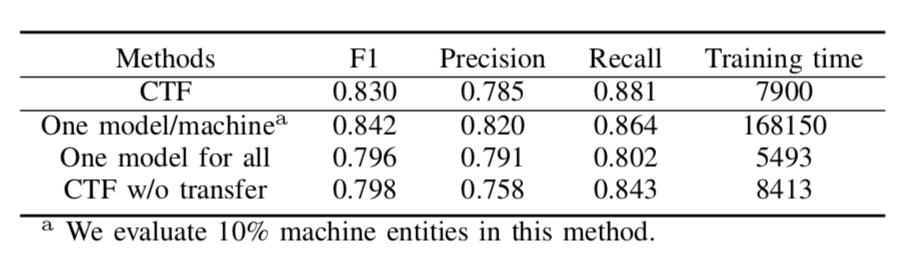 Methods F1 Precision Recall Training time
CTF 0.830 0.785 0.881 7900
One model/machineᵃ 0.842 0.820 0.864 168150
One model for all 0.796 0.791 0.802 5493
CTF w/o transfer 0.798 0.758 0.843 8413
ᵃ We evaluate 10% machine entities in this method.